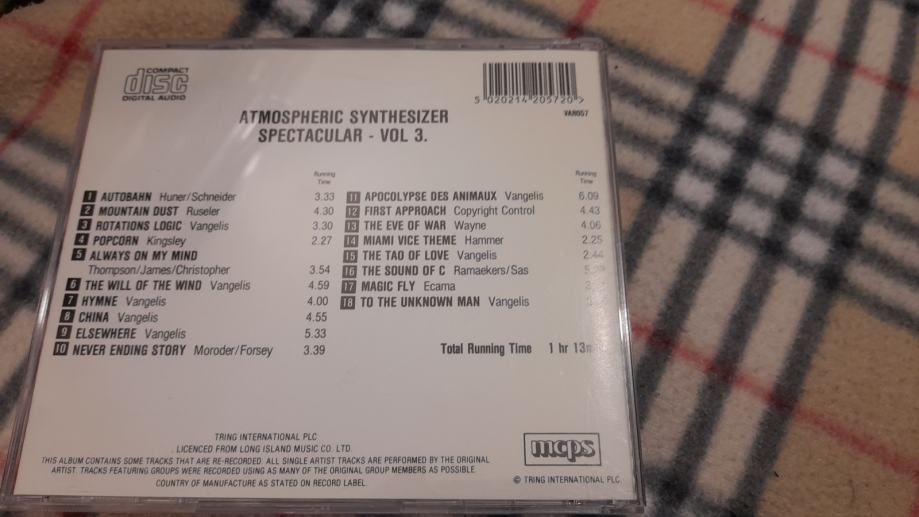 COMPACT
disc
DIGITAL AUDIO
5 020214 205720 >
VAR057
ATMOSPHERIC SYNTHESIZER
SPECTACULAR - VOL 3.
Running
Time
1 AUTOBAHN Huner/Schneider 3.33
2 MOUNTAIN DUST Ruseler 4.30
3 ROTATIONS LOGIC Vangelis 3.30
4 POPCORN Kingsley 2.27
5 ALWAYS ON MY MIND
Thompson/James/Christopher 3.54
6 THE WILL OF THE WIND Vangelis 4.59
7 HYMNE Vangelis 4.00
8 CHINA Vangelis 4.55
9 ELSEWHERE Vangelis 5.33
10 NEVER ENDING STORY Moroder/Forsey 3.39
Running
Time
11 APOCOLYPSE DES ANIMAUX Vangelis 6.09
12 FIRST APPROACH Copyright Control 4.43
13 THE EVE OF WAR Wayne 4.06
14 MIAMI VICE THEME Hammer 2.25
15 THE TAO OF LOVE Vangelis 2.44
16 THE SOUND OF C Ramaekers/Sas
17 MAGIC FLY Ecama
18 TO THE UNKNOWN MAN Vangelis
Total Running Time 1 hr 13
TRING INTERNATIONAL PLC
LICENCED FROM LONG ISLAND MUSIC CO. LTD.
THIS ALBUM CONTAINS SOME TRACKS THAT ARE RE-RECORDED. ALL SINGLE ARTIST TRACKS ARE PERFORMED BY THE ORIGINAL
ARTIST. TRACKS FEATURING GROUPS WERE RECORDED USING AS MANY OF THE ORIGINAL GROUP MEMBERS AS POSSIBLE.
COUNTRY OF MANUFACTURE AS STATED ON RECORD LABEL.
mcps
© TRING INTERNATIONAL PLC.